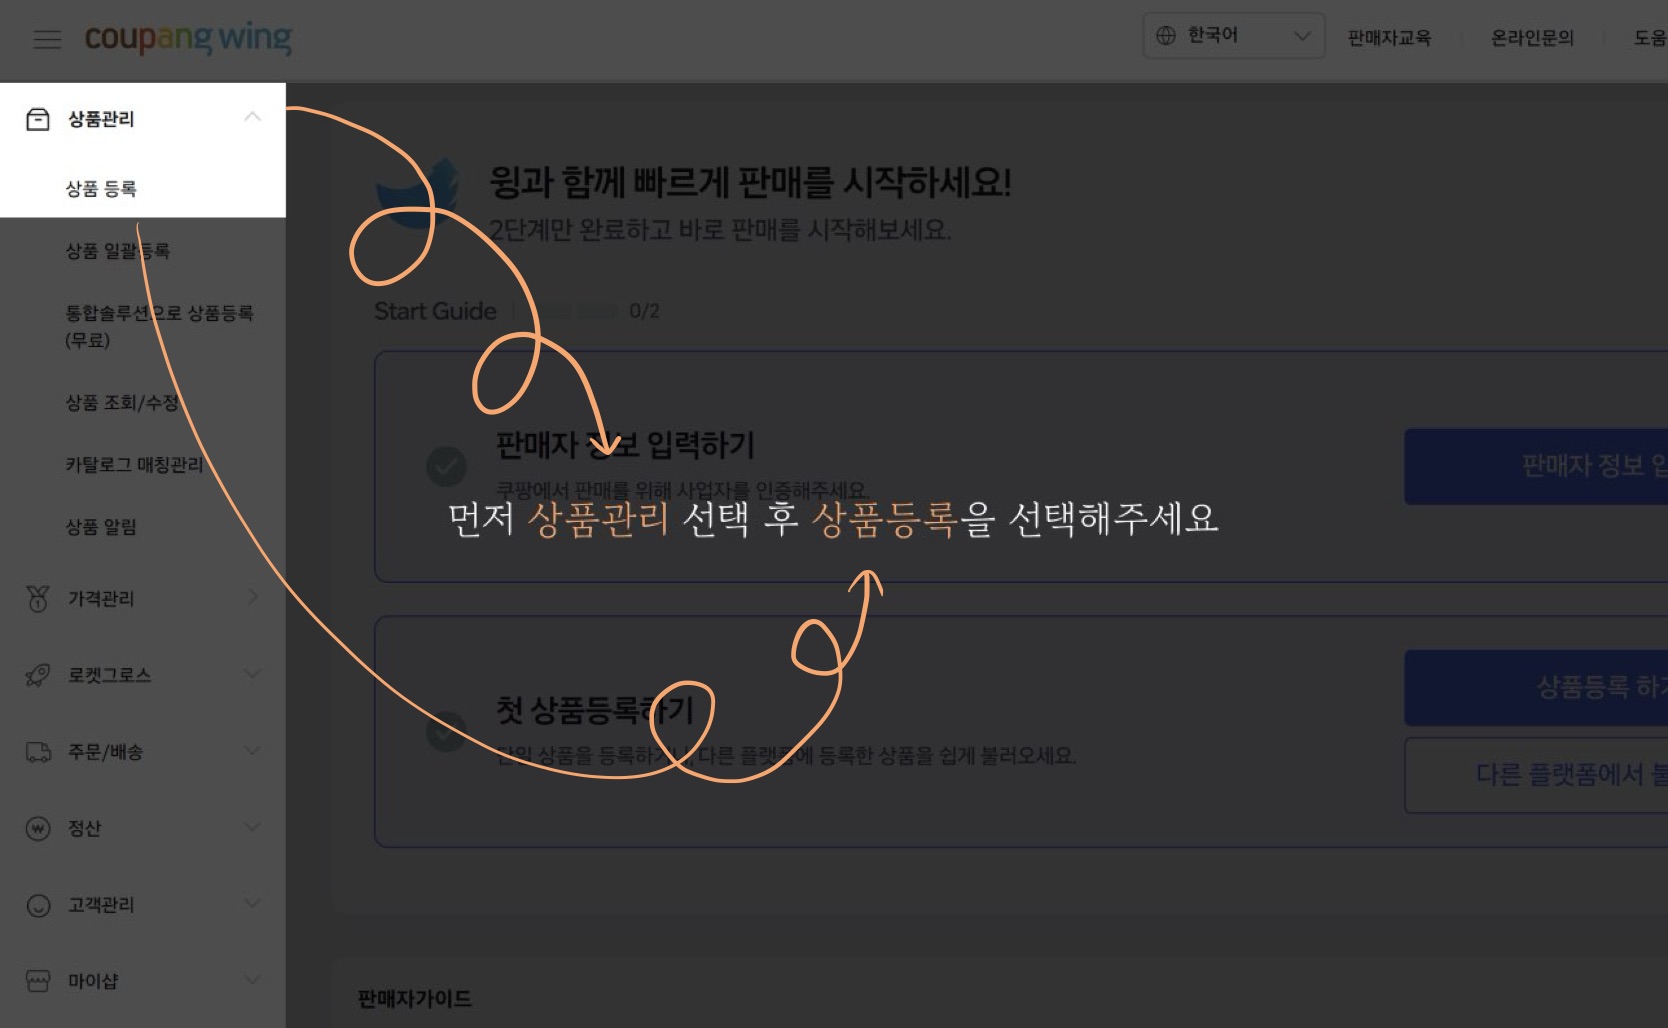 coupang wing
한국어
판매자교육
온라인문의
도움
상품관리
상품 등록
상품 일괄등록
통합솔루션으로 상품등록
(무료)
상품 조회/수정
카탈로그 매칭관리
상품 알림
가격관리
로켓그로스
주문/배송
정산
고객관리
마이샵
윙과 함께 빠르게 판매를 시작하세요!
2단계만 완료하고 바로 판매를 시작해보세요.
Start Guide 0/2
판매자 정보 입력하기
쿠팡에서 판매를 위해 사업자를 인증해주세요.
판매자 정보 입
먼저 상품관리 선택 후 상품등록을 선택해주세요
첫 상품등록하기
단일 상품을 등록하거나, 다른 플랫폼에 등록한 상품을 쉽게 불러오세요.
상품등록 하
다른 플랫폼에서 불
판매자가이드